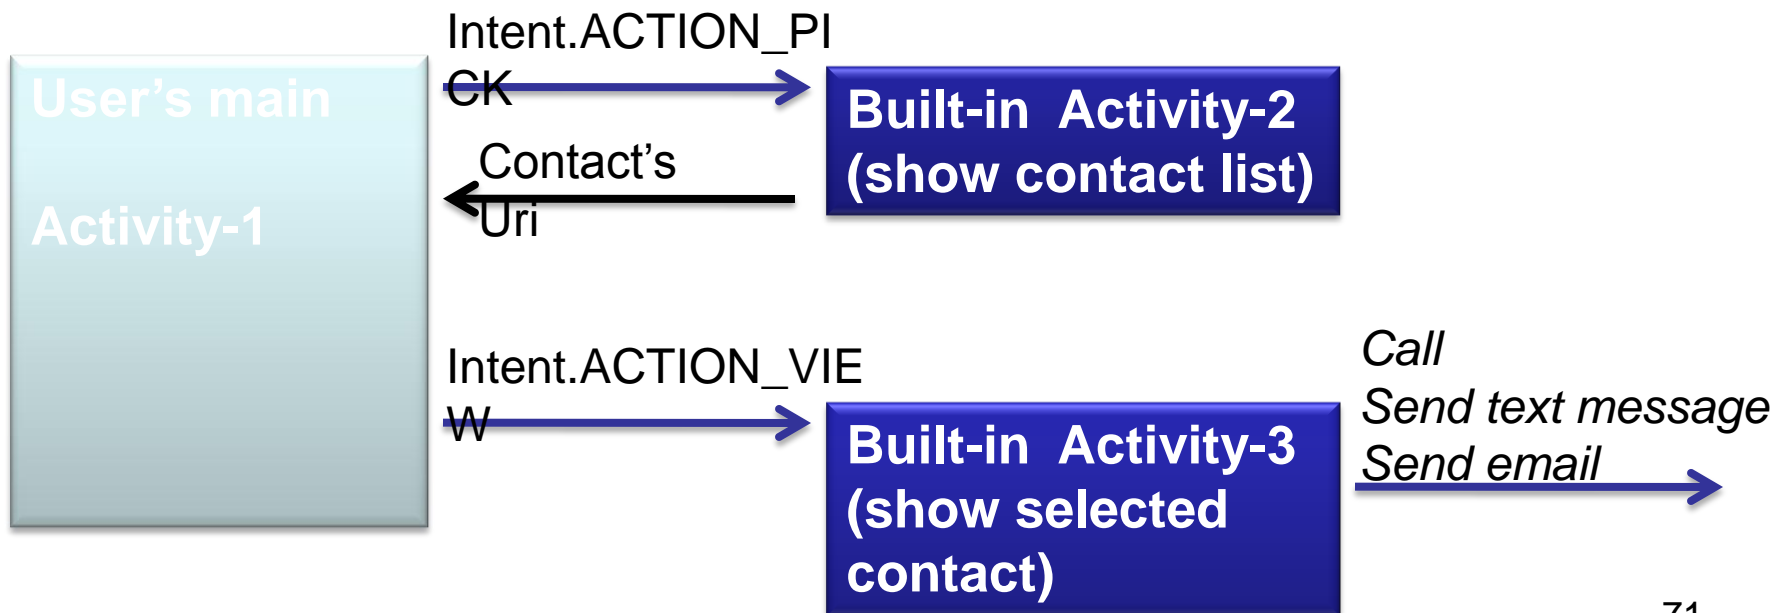 Intent.ACTION_PI
CK
User’s main
Activity-1
Built-in Activity-2
(show contact list)
Contact’s
Uri
Intent.ACTION_VIE
W
Built-in Activity-3
(show selected
contact)
Call
Send text message
Send email
71